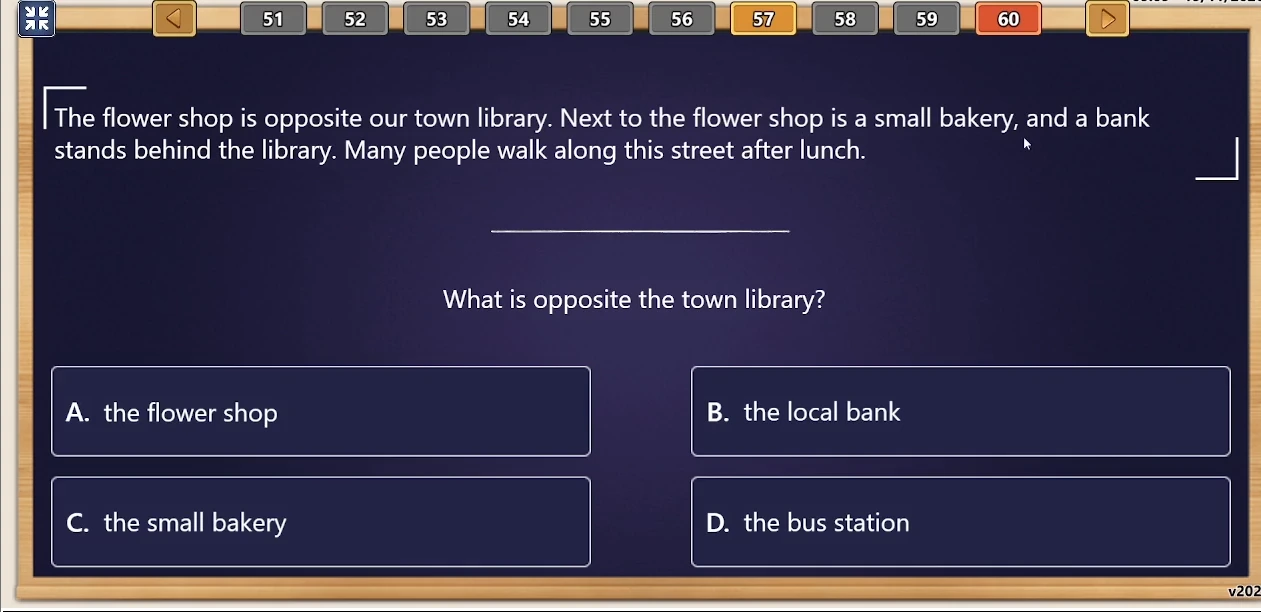 51 52 53 54 55 56 57 58 59 60
The flower shop is opposite our town library. Next to the flower shop is a small bakery, and a bank
stands behind the library. Many people walk along this street after lunch.
What is opposite the town library?
A. the flower shop
B. the local bank
C. the small bakery
D. the bus station
v202